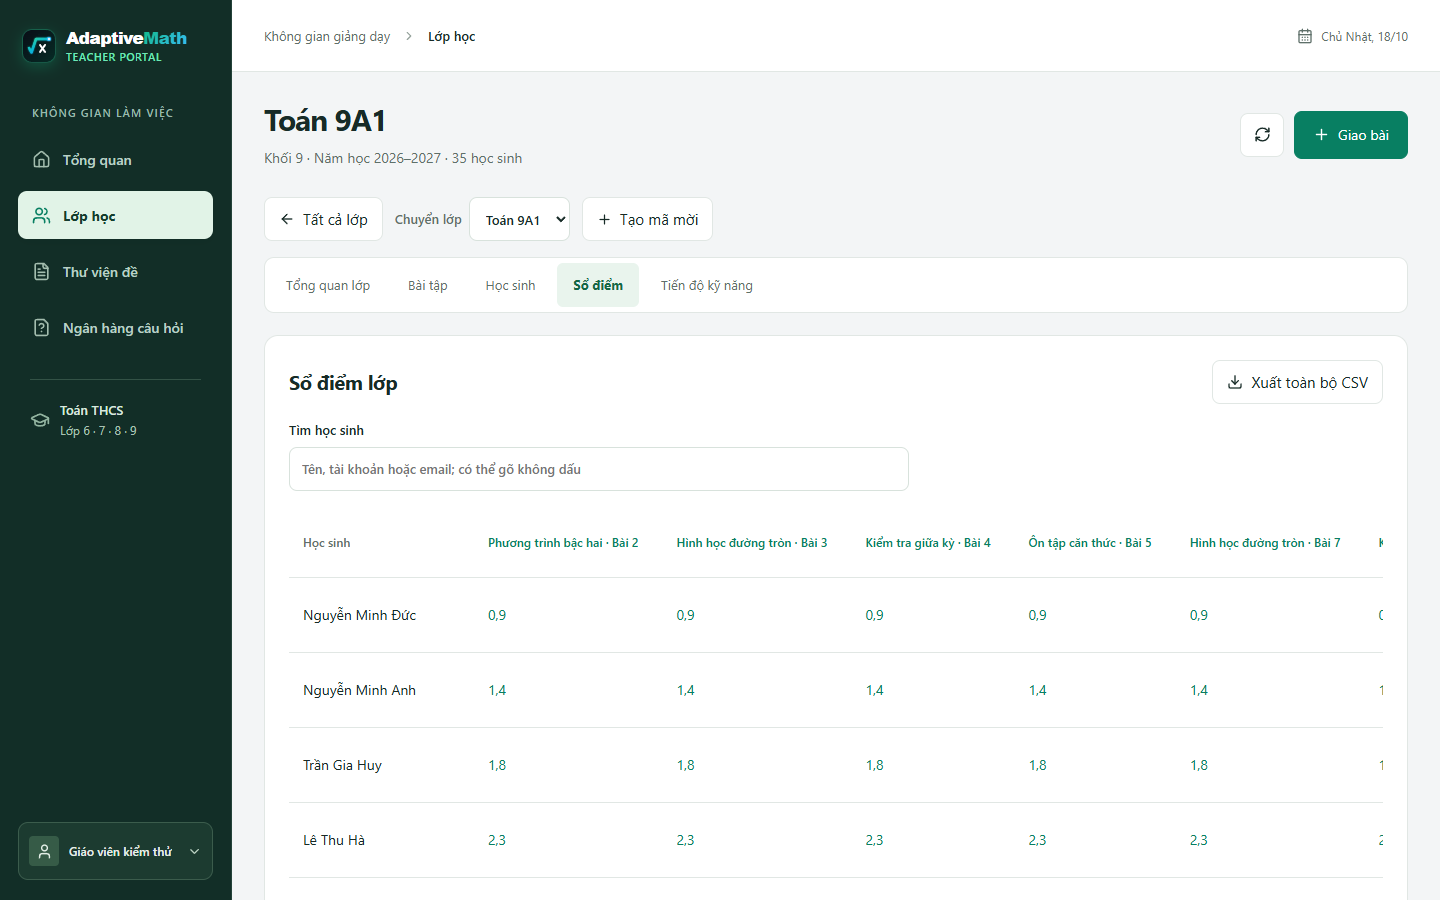 AdaptiveMath
TEACHER PORTAL
KHÔNG GIAN LÀM VIỆC
Tổng quan
Lớp học
Thư viện đề
Ngân hàng câu hỏi
Toán THCS
Lớp 6 · 7 · 8 · 9
Giáo viên kiểm thử
Không gian giảng dạy > Lớp học
Chủ Nhật, 18/10
Toán 9A1
Khối 9 · Năm học 2026–2027 · 35 học sinh
Giao bài
Tất cả lớp Chuyển lớp Toán 9A1 Tạo mã mời
Tổng quan lớp Bài tập Học sinh Sổ điểm Tiến độ kỹ năng
Sổ điểm lớp
Xuất toàn bộ CSV
Tìm học sinh
Tên, tài khoản hoặc email; có thể gõ không dấu
Học sinh Phương trình bậc hai · Bài 2 Hình học đường tròn · Bài 3 Kiểm tra giữa kỳ · Bài 4 Ôn tập căn thức · Bài 5 Hình học đường tròn · Bài 7
Nguyễn Minh Đức 0,9 0,9 0,9 0,9 0,9
Nguyễn Minh Anh 1,4 1,4 1,4 1,4 1,4
Trần Gia Huy 1,8 1,8 1,8 1,8 1,8
Lê Thu Hà 2,3 2,3 2,3 2,3 2,3